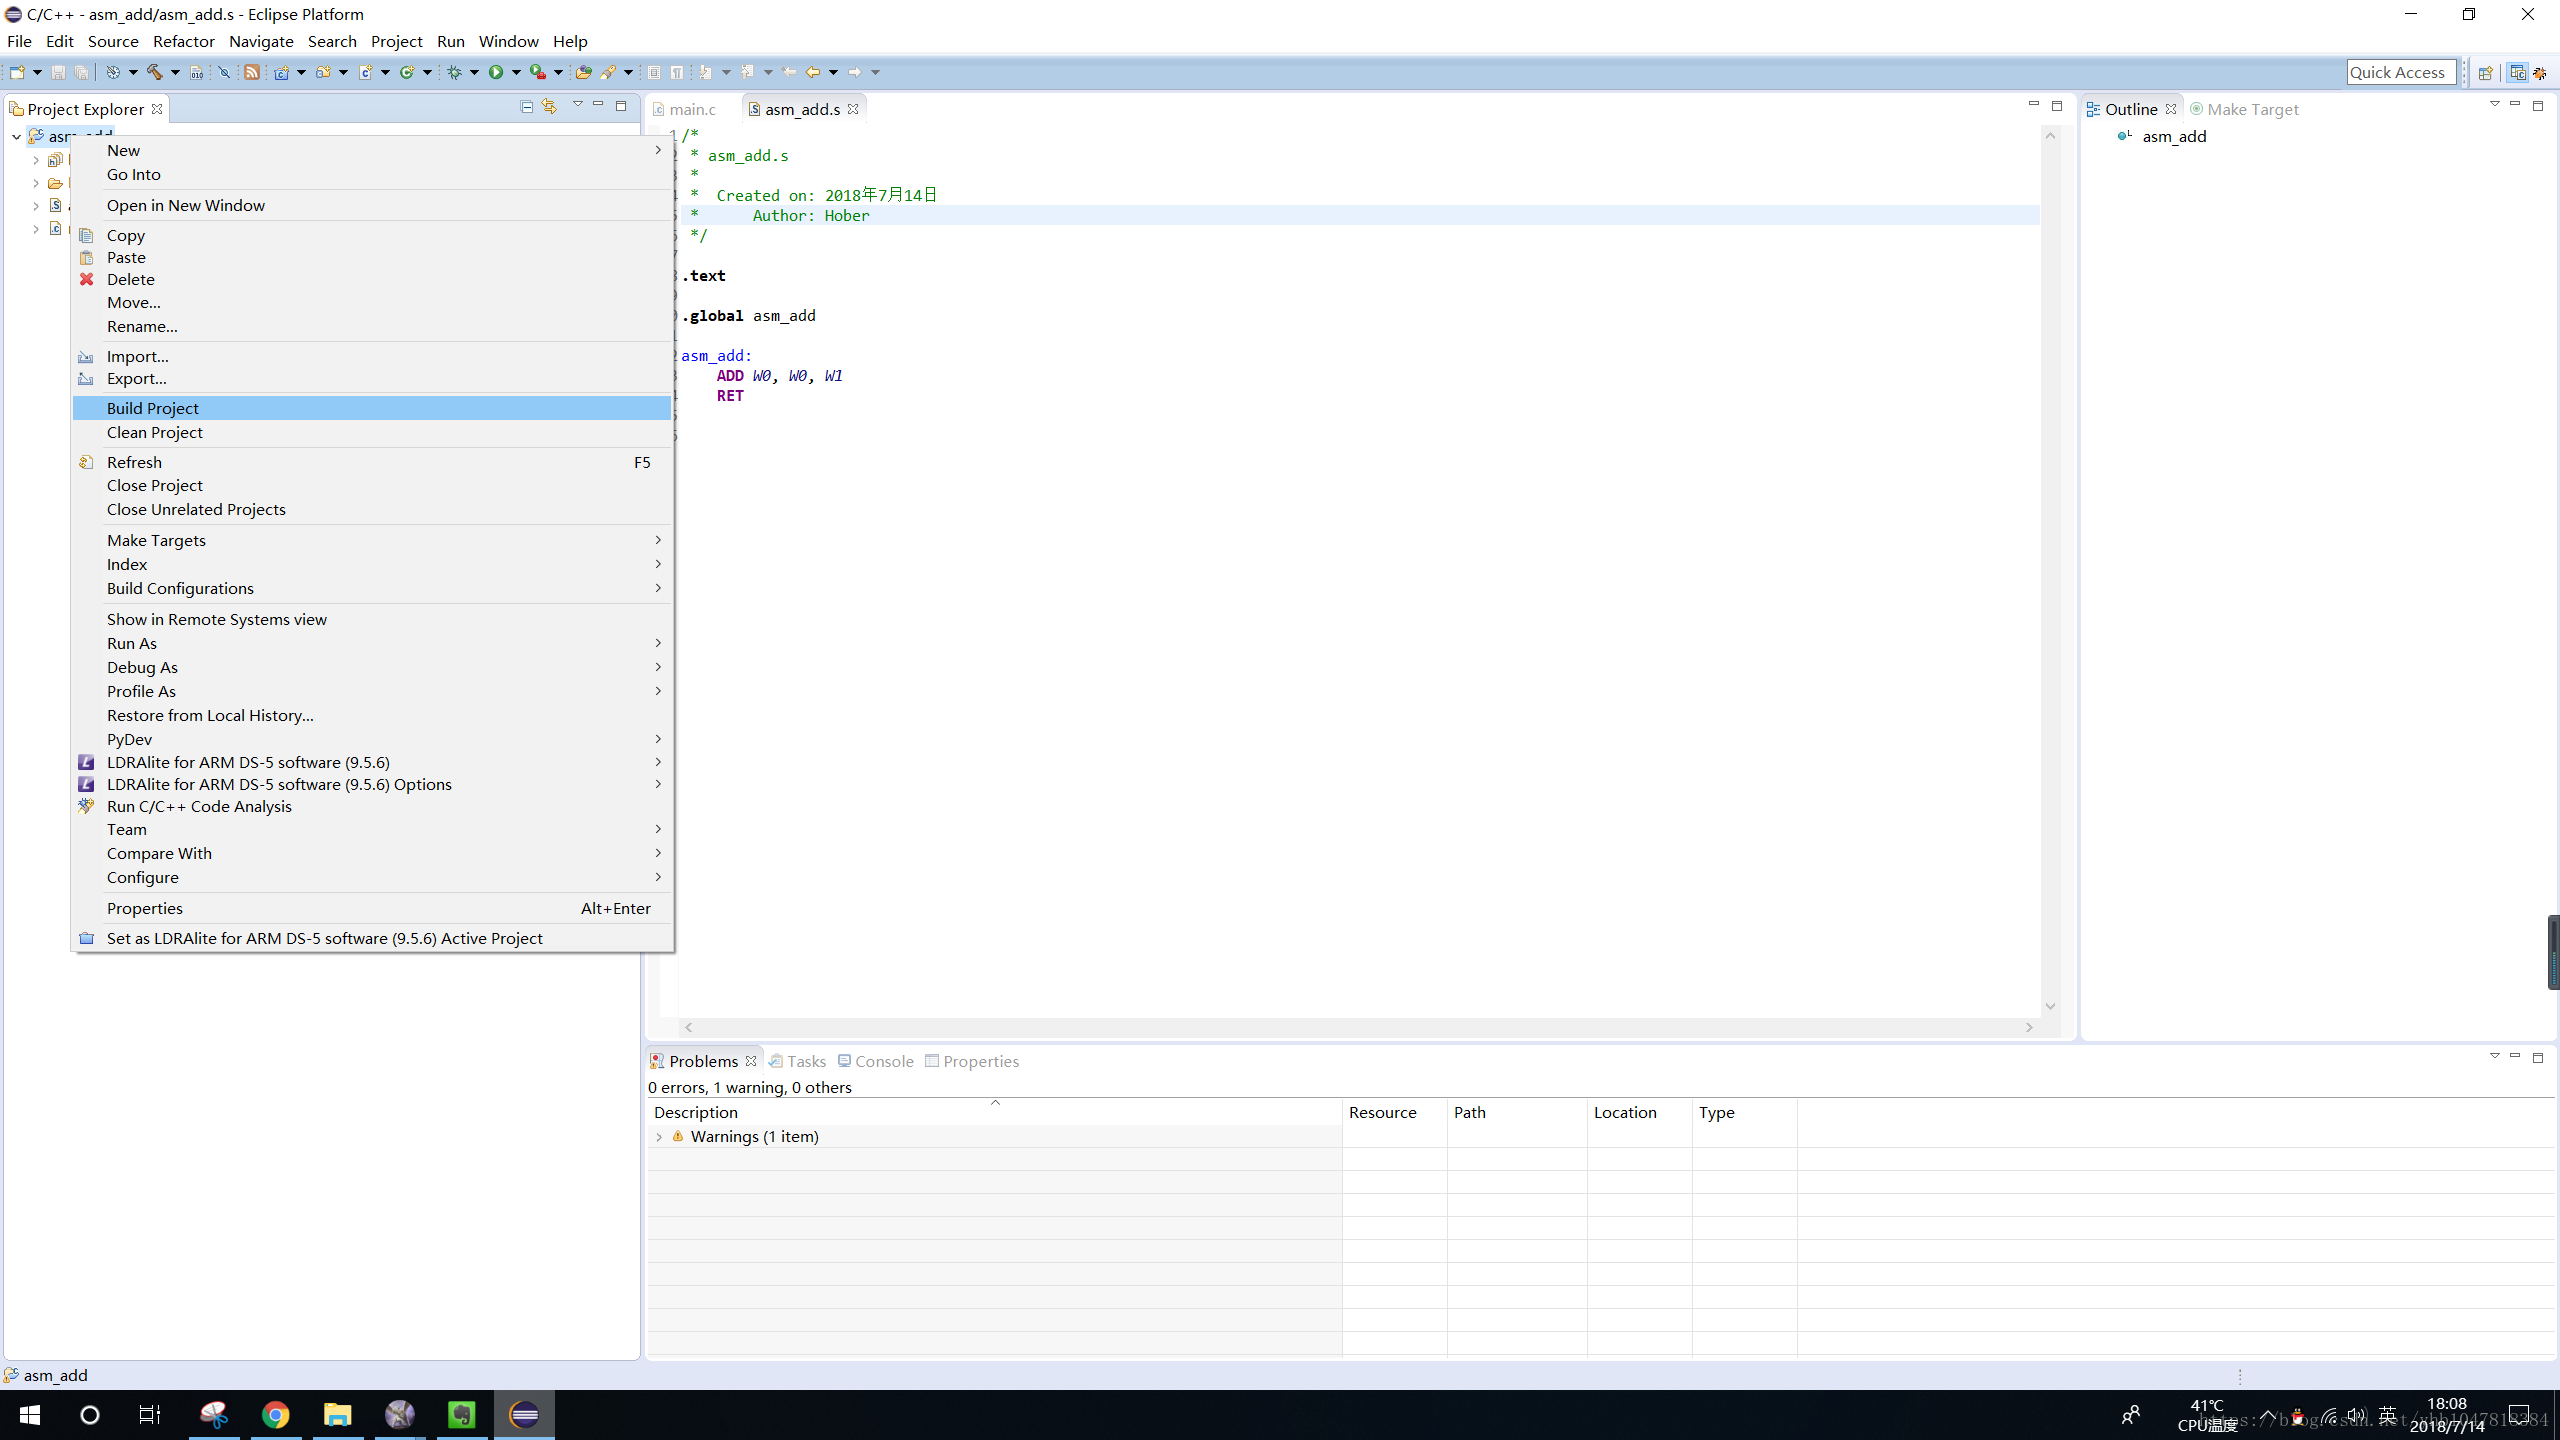 C/C++ - asm_add/asm_add.s - Eclipse Platform
File Edit Source Refactor Navigate Search Project Run Window Help
Quick Access
Project Explorer
main.c
asm_add.s
Outline
Make Target
asm_add
New
Go Into
Open in New Window
Copy
Paste
Delete
Move...
Rename...
Import...
Export...
Build Project
Clean Project
Refresh F5
Close Project
Close Unrelated Projects
Make Targets
Index
Build Configurations
Show in Remote Systems view
Run As
Debug As
Profile As
Restore from Local History...
PyDev
LDRAlite for ARM DS-5 software (9.5.6)
LDRAlite for ARM DS-5 software (9.5.6) Options
Run C/C++ Code Analysis
Team
Compare With
Configure
Properties Alt+Enter
Set as LDRAlite for ARM DS-5 software (9.5.6) Active Project
/*
* asm_add.s
*
* Created on: 2018年7月14日
* Author: Hober
*/
.text
.global asm_add
asm_add:
ADD W0, W0, W1
RET
Problems
Tasks
Console
Properties
0 errors, 1 warning, 0 others
Description Resource Path Location Type
Warnings (1 item)
asm_add
41℃
CPU温度
英
18:08
2018/7/14
https://blog.csdn.net/yhb1047818384